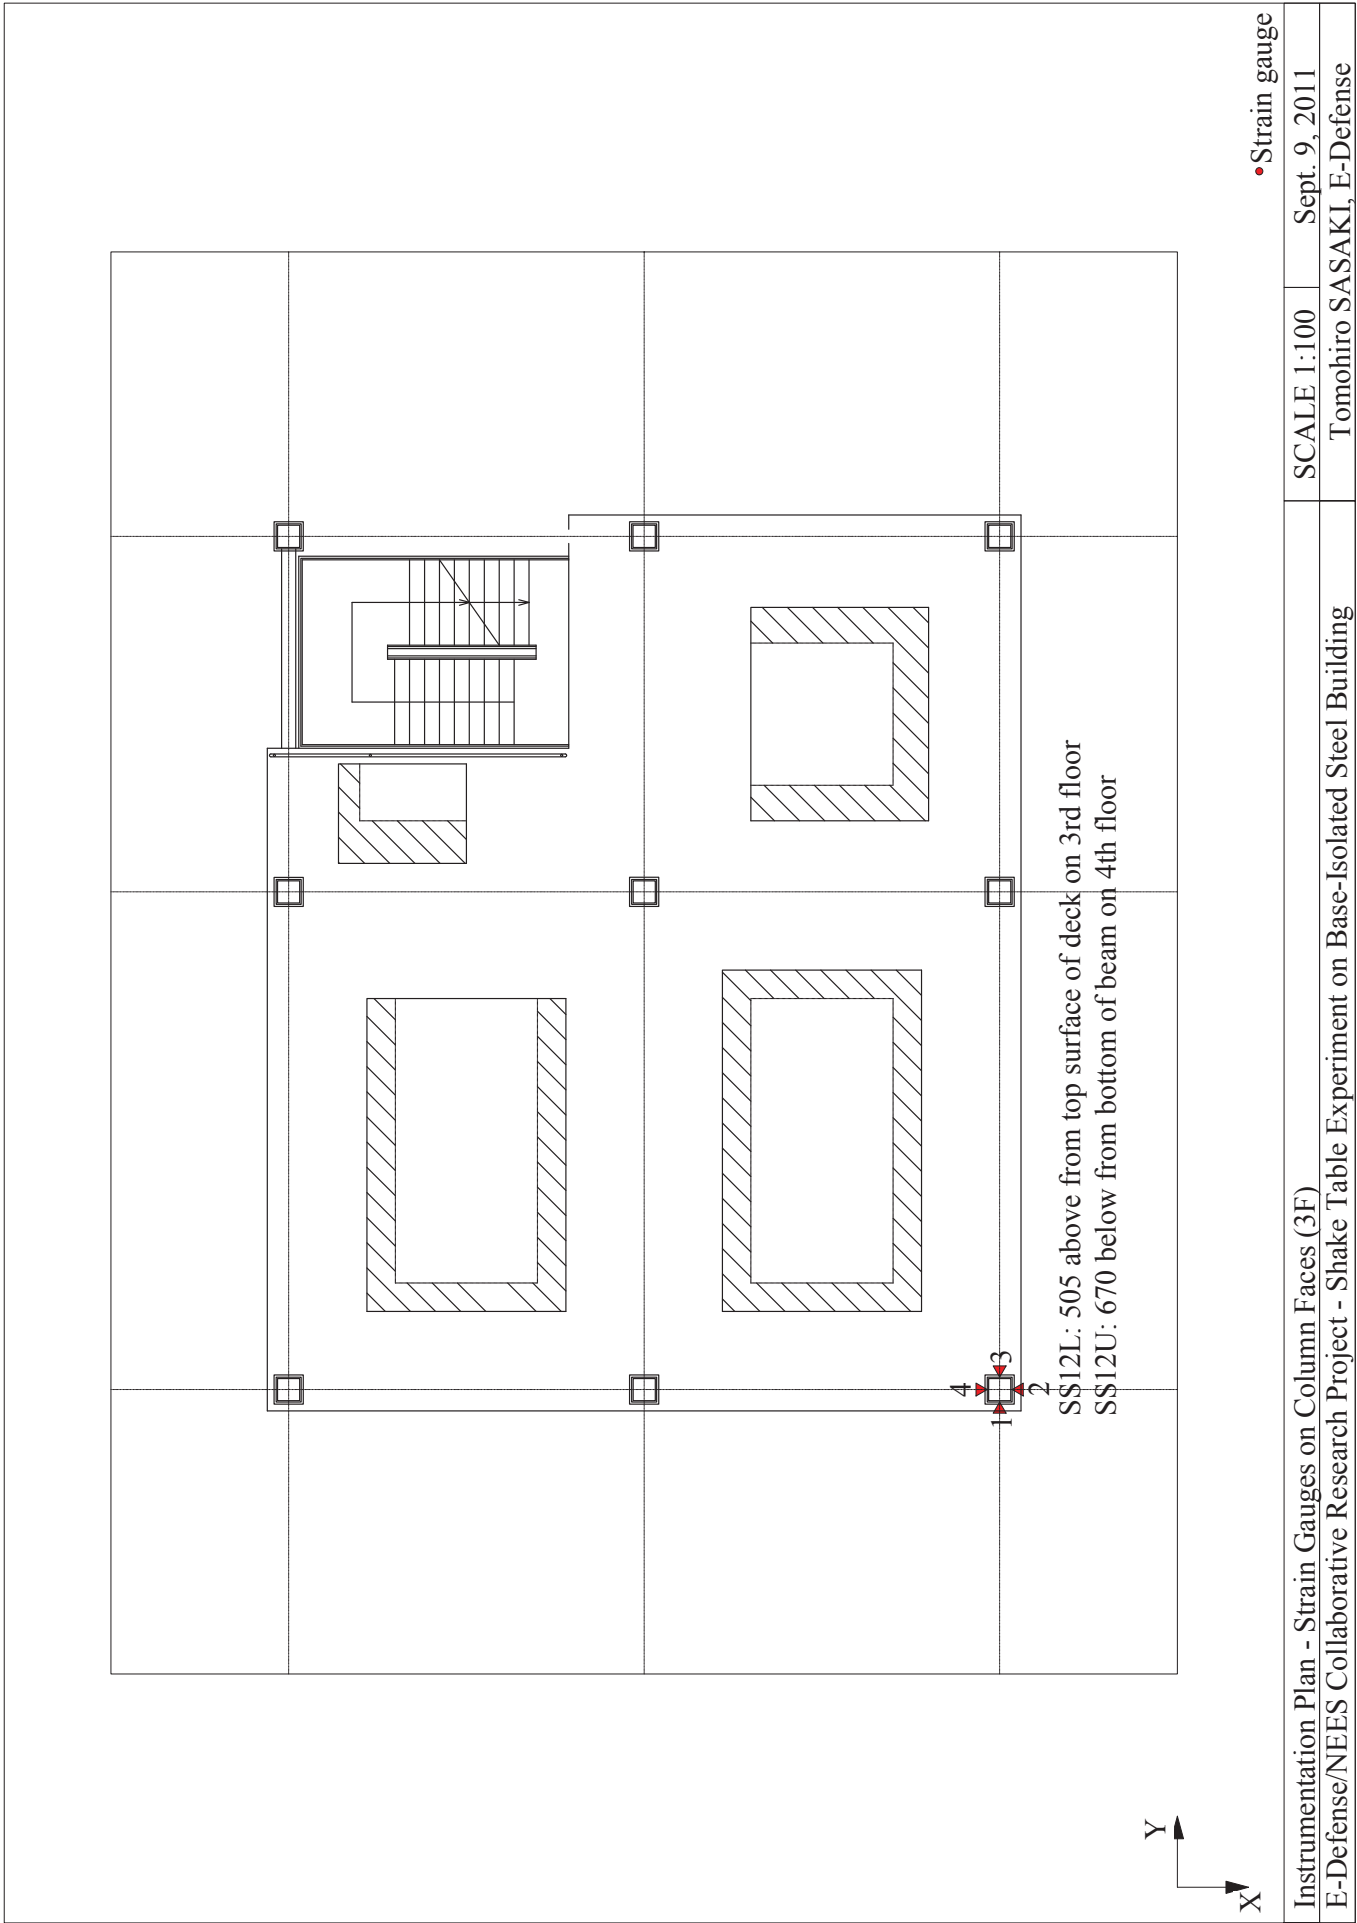 4
1
3
2
SS12L: 505 above from top surface of deck on 3rd floor
SS12U: 670 below from bottom of beam on 4th floor
Y
X
•Strain gauge
Instrumentation Plan - Strain Gauges on Column Faces (3F)
SCALE 1:100
Sept. 9, 2011
E-Defense/NEES Collaborative Research Project - Shake Table Experiment on Base-Isolated Steel Building
Tomohiro SASAKI, E-Defense